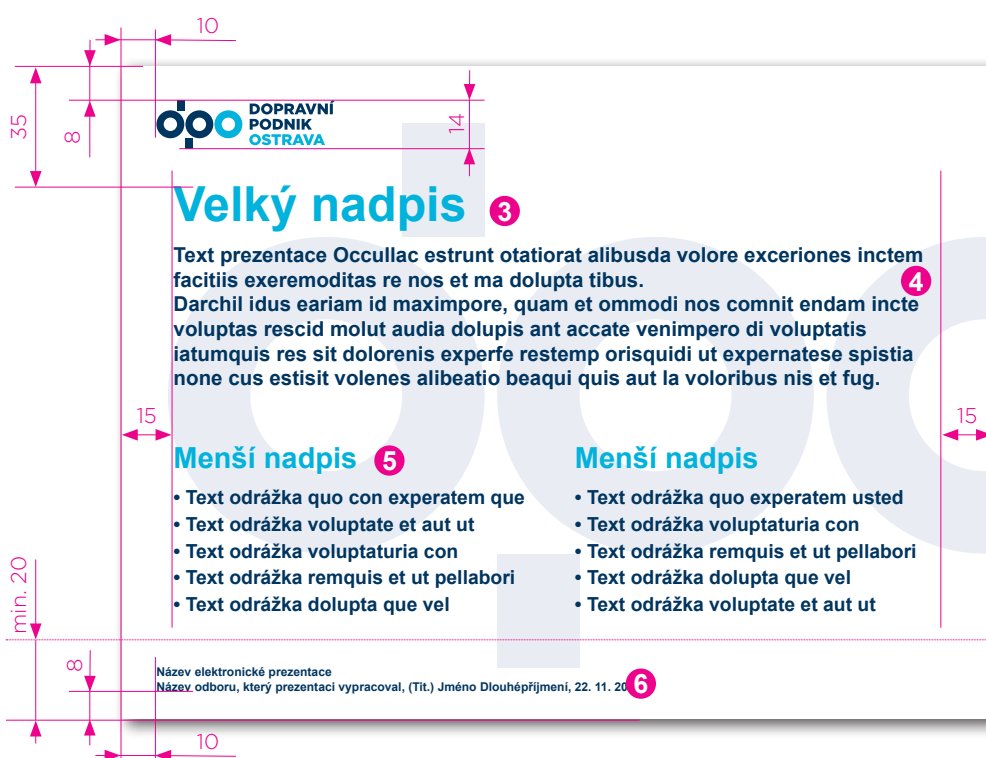 10
35
8
dpo DOPRAVNÍ
PODNIK
OSTRAVA
14
Velký nadpis 3
Text prezentace Occullac estrunt otatiorat alibusda volore exceriones inctem
facitiis exeremoditas re nos et ma dolupta tibus. 4
Darchil idus eariam id maximpore, quam et ommodi nos comnit endam incte
voluptas rescid molut audia dolupis ant accate venimpero di voluptatis
iatumquis res sit dolorenis experfe restemp orisquidi ut expernatese spistia
none cus estisit volenes alibeatio beaqui quis aut la voloribus nis et fug.
15
15
Menší nadpis 5
• Text odrážka quo con experatem que
• Text odrážka voluptate et aut ut
• Text odrážka voluptaturia con
• Text odrážka remquis et ut pellabori
• Text odrážka dolupta que vel
Menší nadpis
• Text odrážka quo experatem usted
• Text odrážka voluptaturia con
• Text odrážka remquis et ut pellabori
• Text odrážka dolupta que vel
• Text odrážka voluptate et aut ut
min. 20
8
Název elektronické prezentace
Název odboru, který prezentaci vypracoval, (Tit.) Jméno Dlouhépříjmení, 22. 11. 6
10